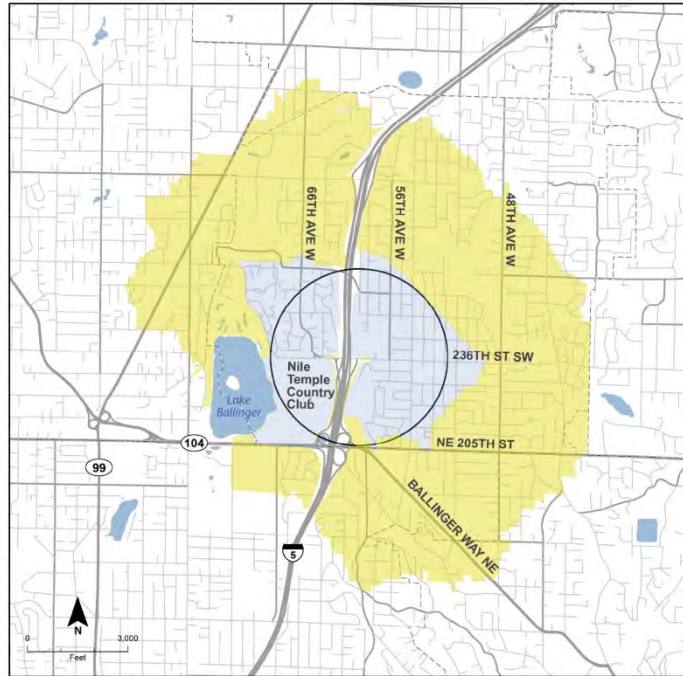 66TH AVE W
56TH AVE W
48TH AVE W
236TH ST SW
Nile
Temple
Country
Club
Lake
Ballinger
104
NE 205TH ST
99
BALLINGER WAY NE
5
N
0
3,000
Feet